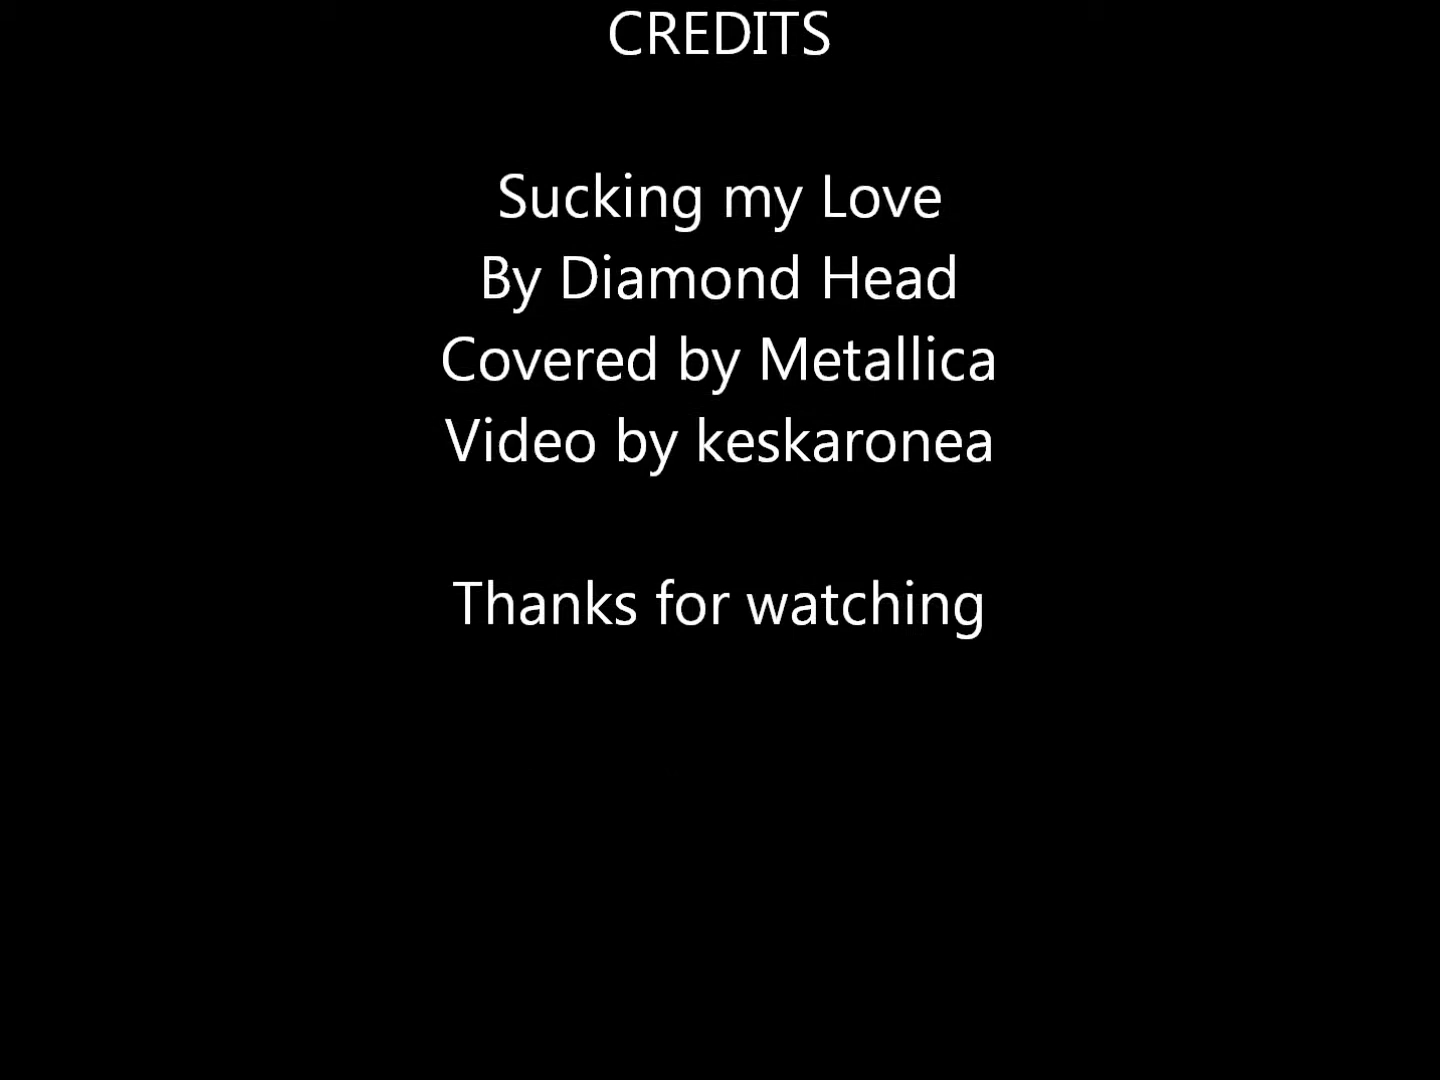 CREDITS
Sucking my Love
By Diamond Head
Covered by Metallica
Video by keskaronea
Thanks for watching